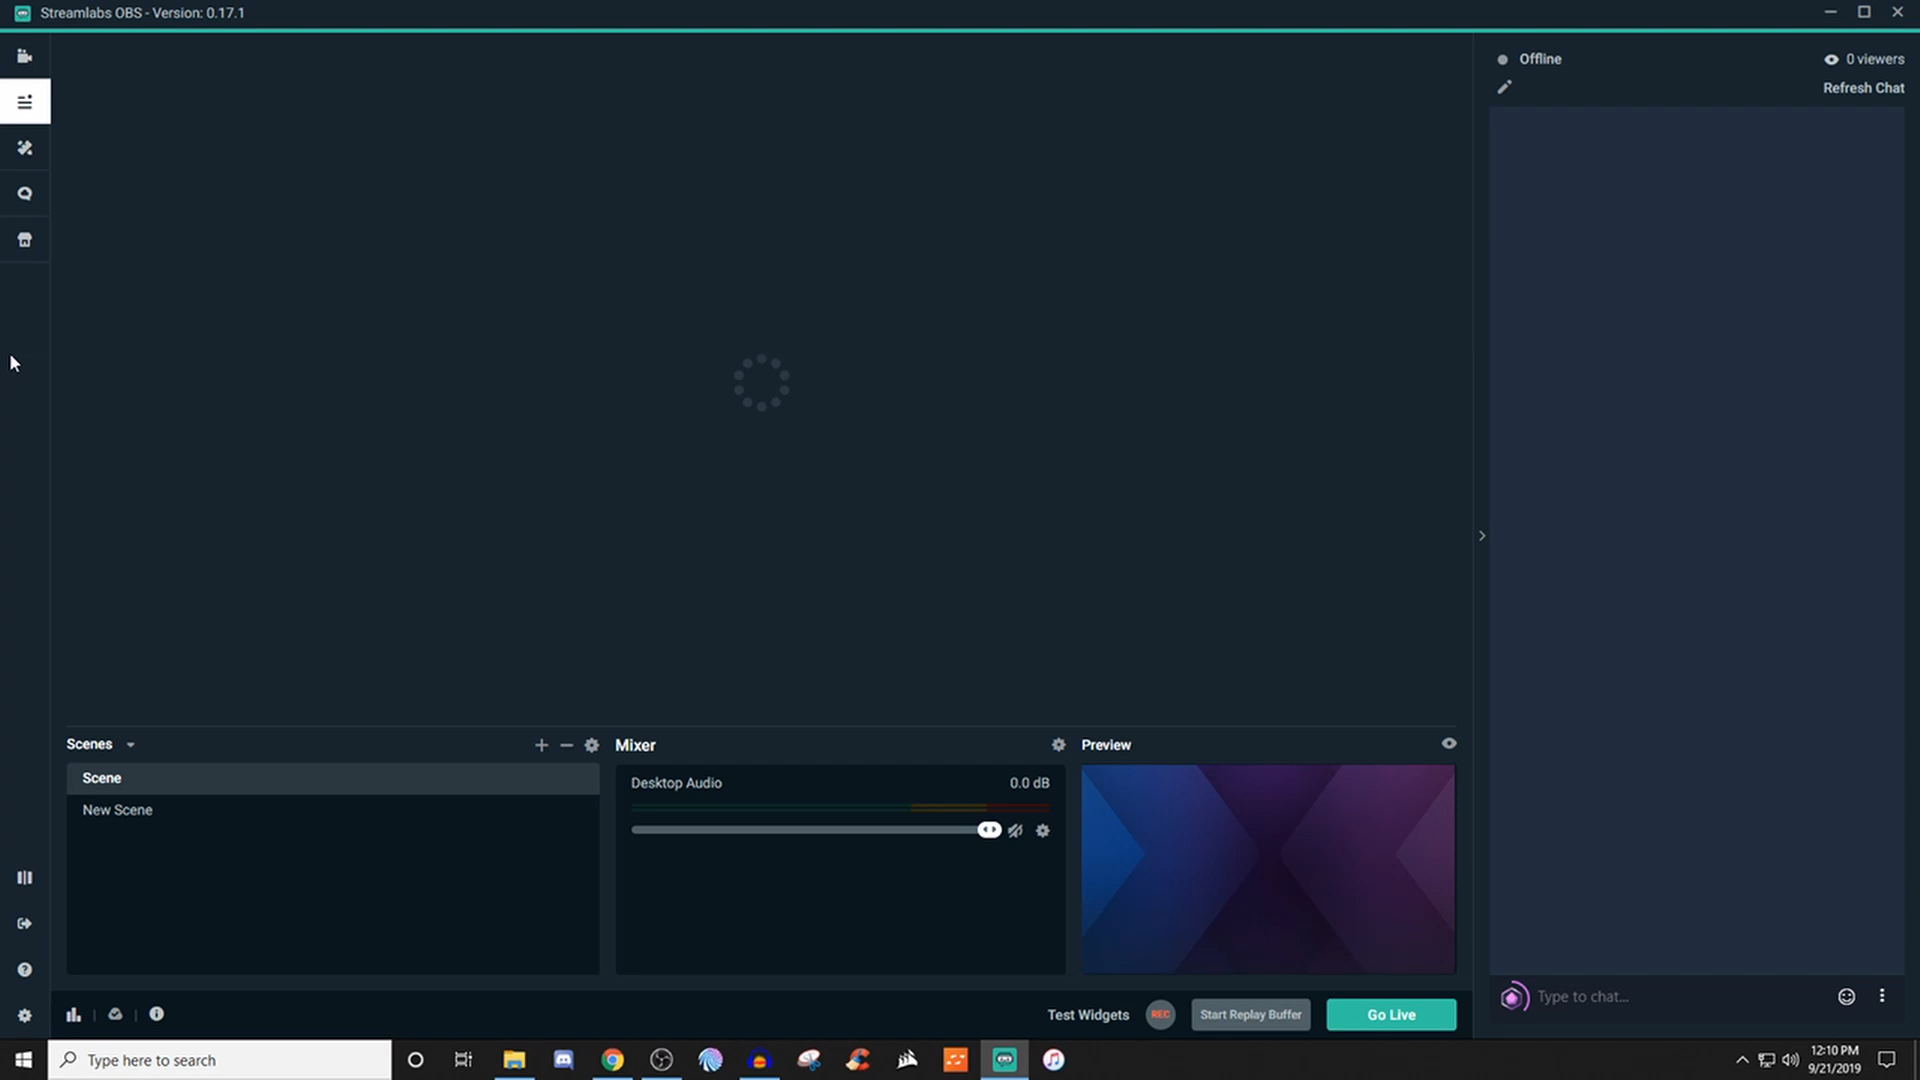 Streamlabs OBS - Version: 0.17.1
Offline
0 viewers
Refresh Chat
Scenes
Mixer
Preview
Scene
New Scene
Desktop Audio
0.0 dB
Test Widgets
REC
Start Replay Buffer
Go Live
Type to chat...
Type here to search
12:10 PM
9/21/2019